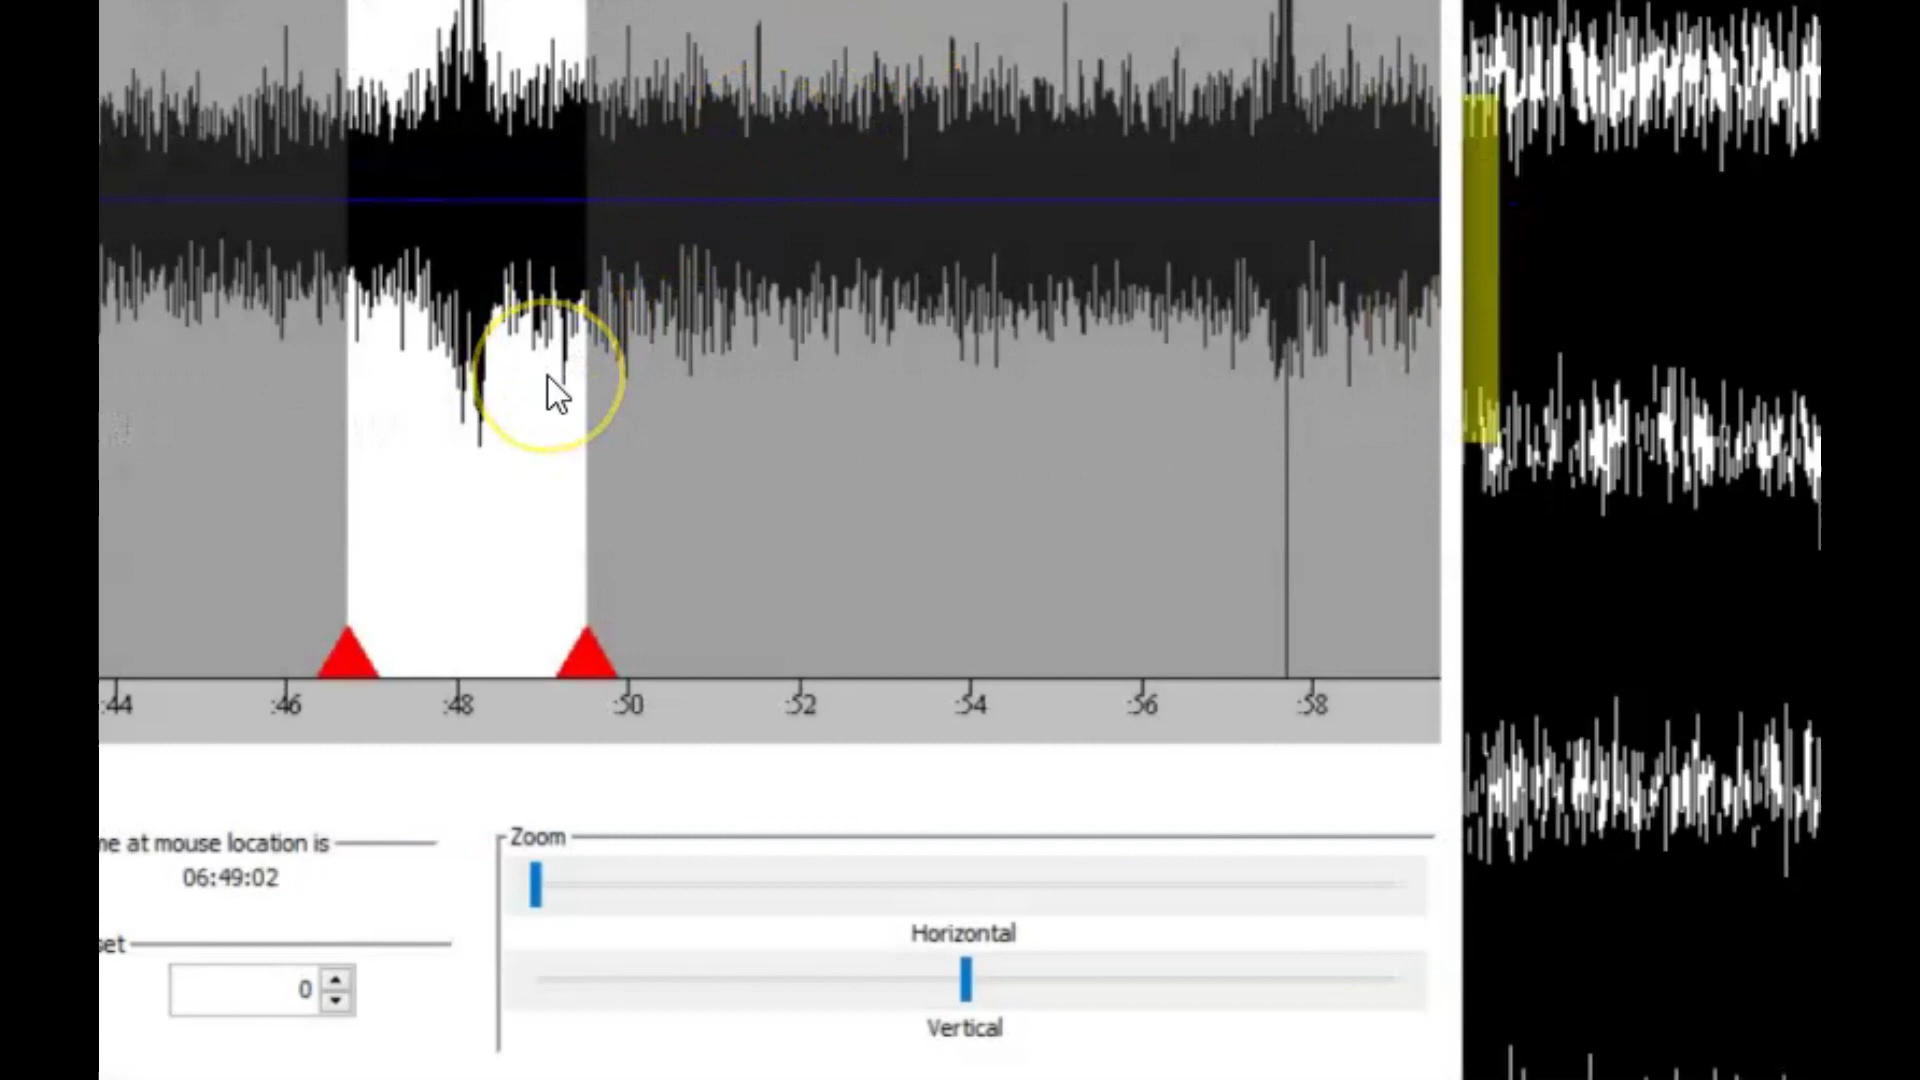 :44 :46 :48 :50 :52 :54 :56 :58
me at mouse location is
06:49:02
set
0
Zoom
Horizontal
Vertical